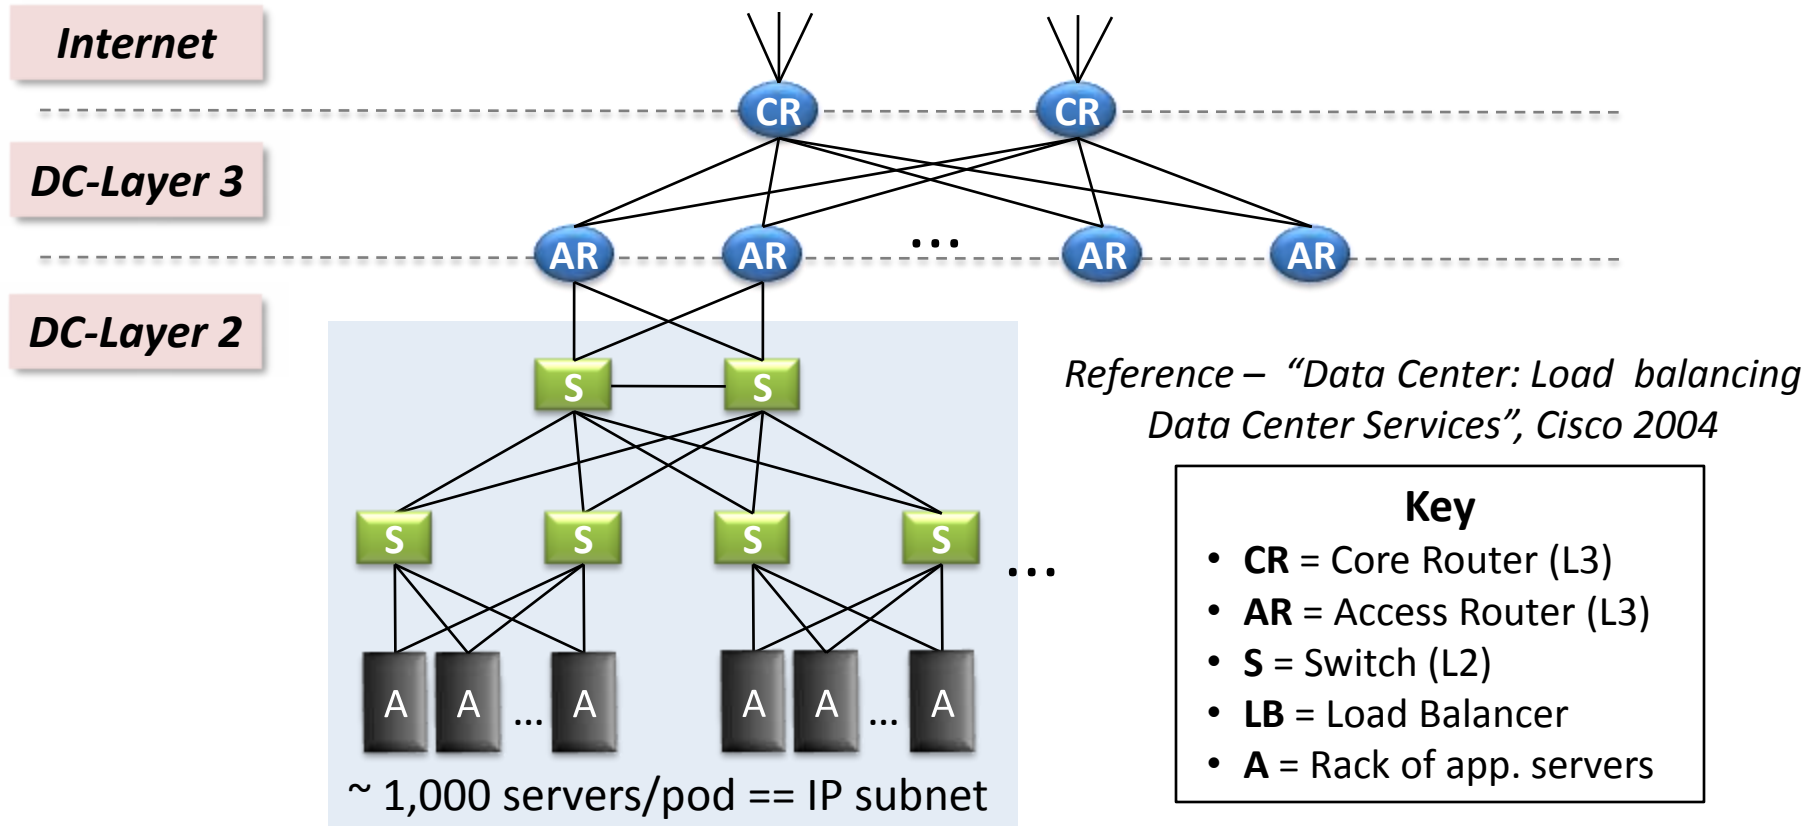 Internet
CR CR
DC-Layer 3
AR AR ... AR AR
DC-Layer 2
S S
Reference – “Data Center: Load balancing
Data Center Services”, Cisco 2004
S S S S ...
A A ... A A A ... A
~ 1,000 servers/pod == IP subnet
Key
• CR = Core Router (L3)
• AR = Access Router (L3)
• S = Switch (L2)
• LB = Load Balancer
• A = Rack of app. servers